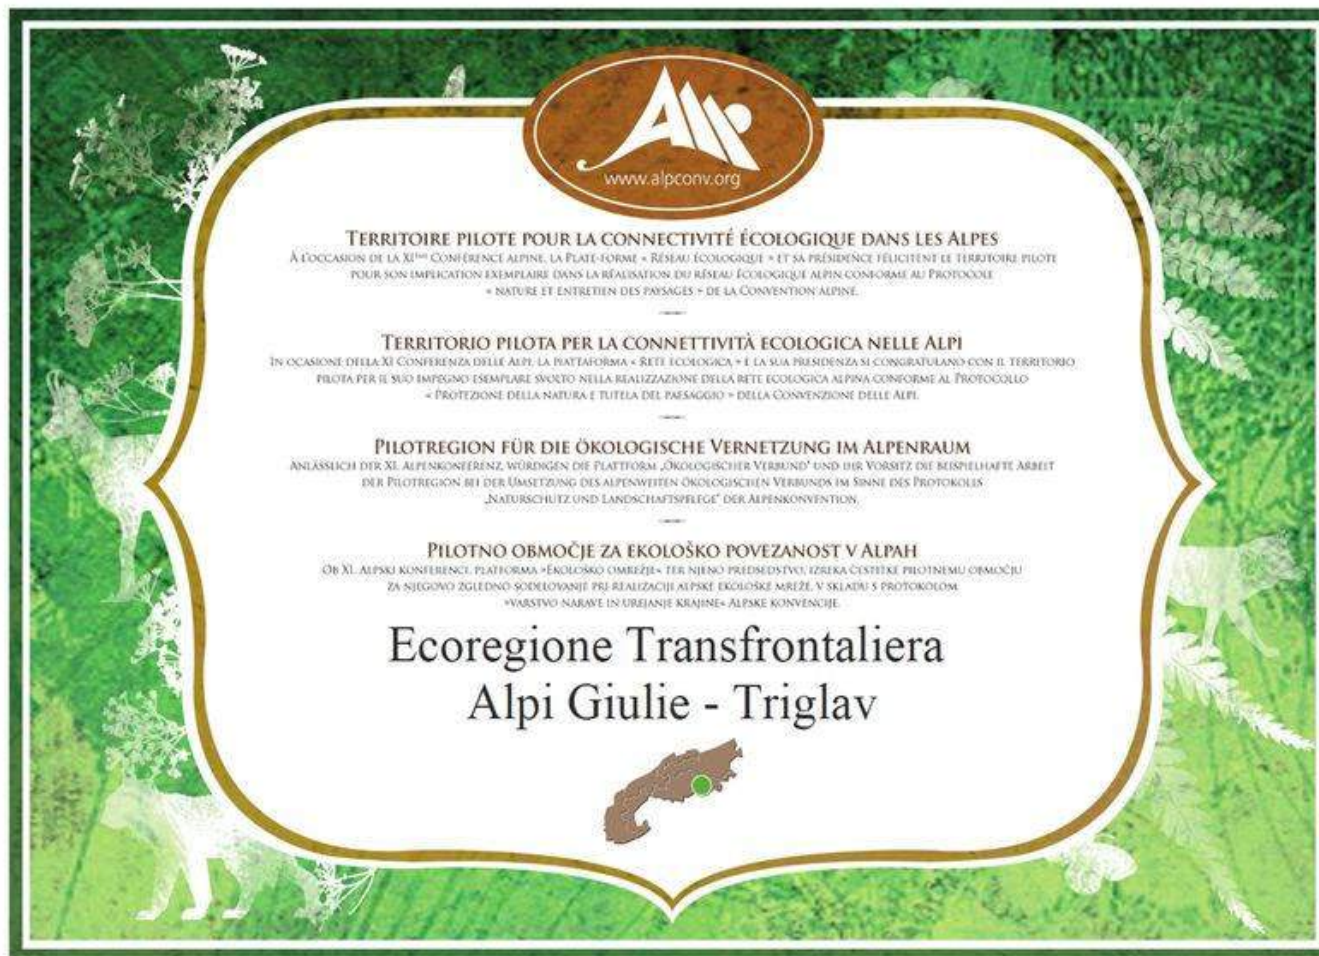 ALP
www.alpconv.org
TERRITOIRE PILOTE POUR LA CONNECTIVITÉ ÉCOLOGIQUE DANS LES ALPES
À L'OCCASION DE LA XIÈME CONFÉRENCE ALPINE, LA PLATE-FORME « RÉSEAU ÉCOLOGIQUE » ET SA PRÉSIDENCE FÉLICITENT LE TERRITOIRE PILOTE
POUR SON IMPLICATION EXEMPLAIRE DANS LA RÉALISATION DU RÉSEAU ÉCOLOGIQUE ALPIN CONFORME AU PROTOCOLE
« NATURE ET ENTRETIEN DES PAYSAGES » DE LA CONVENTION ALPINE.
TERRITORIO PILOTA PER LA CONNETTIVITÀ ECOLOGICA NELLE ALPI
IN OCASIONE DELLA XI CONFERENZA DELLE ALPI, LA PIATTAFORMA « RETE ECOLOGICA » E LA SUA PRESIDENZA SI CONGRATULANO CON IL TERRITORIO
PILOTA PER IL SUO IMPEGNO ESEMPLARE SVOLTO NELLA REALIZZAZIONE DELLA RETE ECOLOGICA ALPINA CONFORME AL PROTOCOLLO
« PROTEZIONE DELLA NATURA E TUTELA DEL PAESAGGIO » DELLA CONVENZIONE DELLE ALPI.
PILOTREGION FÜR DIE ÖKOLOGISCHE VERNETZUNG IM ALPENRAUM
ANLÄSSLICH DER XI. ALPENKONFERENZ, WÜRDIGEN DIE PLATTFORM „ÖKOLOGISCHER VERBUND" UND IHR VORSITZ DIE BEISPIELHAFTE ARBEIT
DER PILOTREGION BEI DER UMSETZUNG DES ALPENWEITEN ÖKOLOGISCHEN VERBUNDS IM SINNE DES PROTOKOLLS
„NATURSCHUTZ UND LANDSCHAFTSPFLEGE" DER ALPENKONVENTION.
PILOTNO OBMOČJE ZA EKOLOŠKO POVEZANOST V ALPAH
OB XI. ALPSKI KONFERENCI, PLATFORMA »EKOLOŠKO OMREŽJE« TER NJENO PREDSEDSTVO, IZREKA ČESTITKE PILOTNEMU OBMOČJU
ZA NJEGOVO ZGLEDNO SODELOVANJE PRI REALIZACIJI ALPSKE EKOLOŠKE MREŽE, V SKLADU S PROTOKOLOM
»VARSTVO NARAVE IN UREJANJE KRAJINE« ALPSKE KONVENCIJE.
Ecoregione Transfrontaliera
Alpi Giulie - Triglav